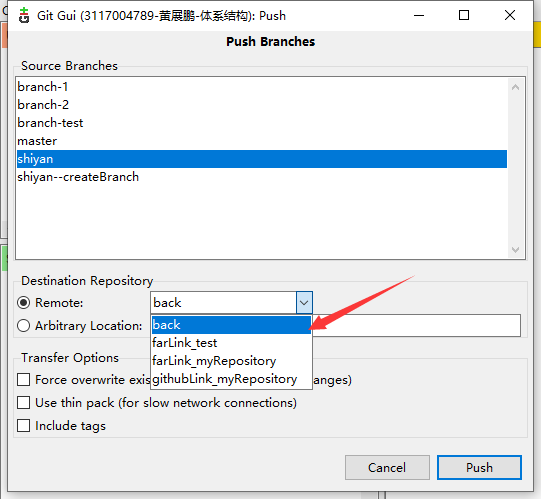 Git Gui (3117004789-黄展鹏-体系结构): Push
Push Branches
Source Branches
branch-1
branch-2
branch-test
master
shiyan
shiyan--createBranch
Destination Repository
Remote:
back
Arbitrary Location:
back
farLink_test
farLink_myRepository
githubLink_myRepository
Transfer Options
Force overwrite exis anges)
Use thin pack (for slow network connections)
Include tags
Cancel
Push